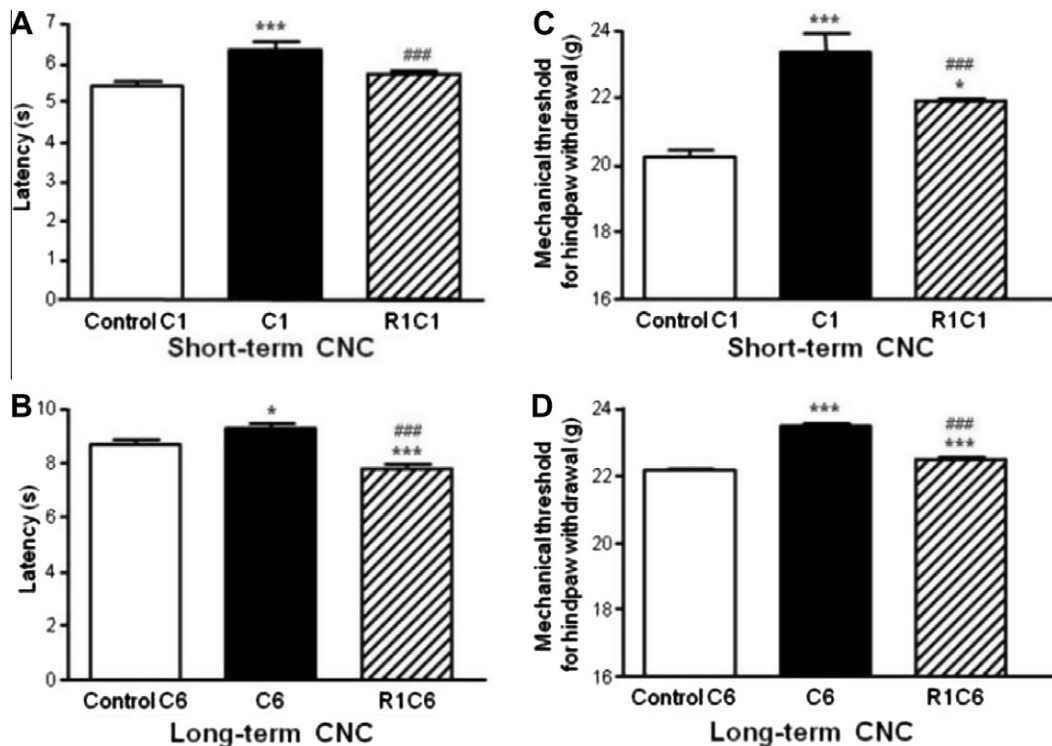 A
Latency (s)
7
6
5
4
3
2
1
0
***
###
Control C1 C1 R1C1
Short-term CNC
C
Mechanical threshold
for hindpaw withdrawal (g)
24
22
20
18
16
***
###
*
Control C1 C1 R1C1
Short-term CNC
B
Latency (s)
10
8
6
4
2
0
*
###
***
Control C6 C6 R1C6
Long-term CNC
D
Mechanical threshold
for hindpaw withdrawal (g)
24
22
20
18
16
***
###
***
Control C6 C6 R1C6
Long-term CNC